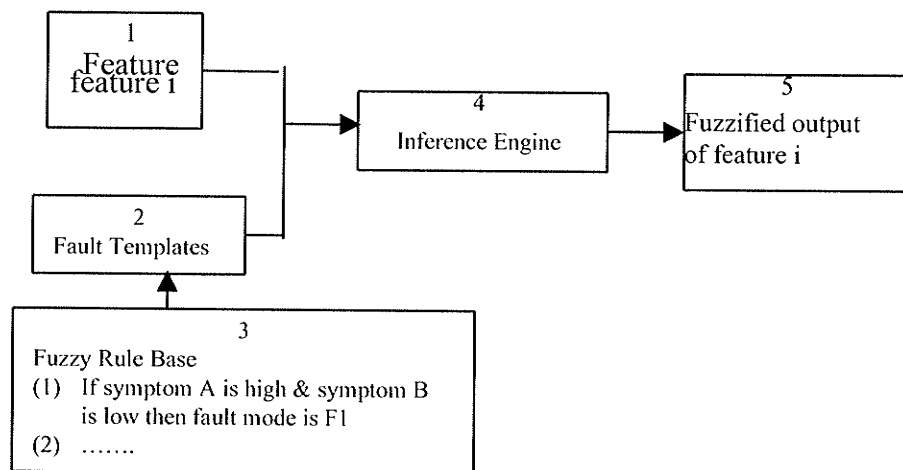 1
Feature
feature i
2
Fault Templates
3
Fuzzy Rule Base
(1) If symptom A is high & symptom B
is low then fault mode is F1
(2) .......
4
Inference Engine
5
Fuzzified output
of feature i